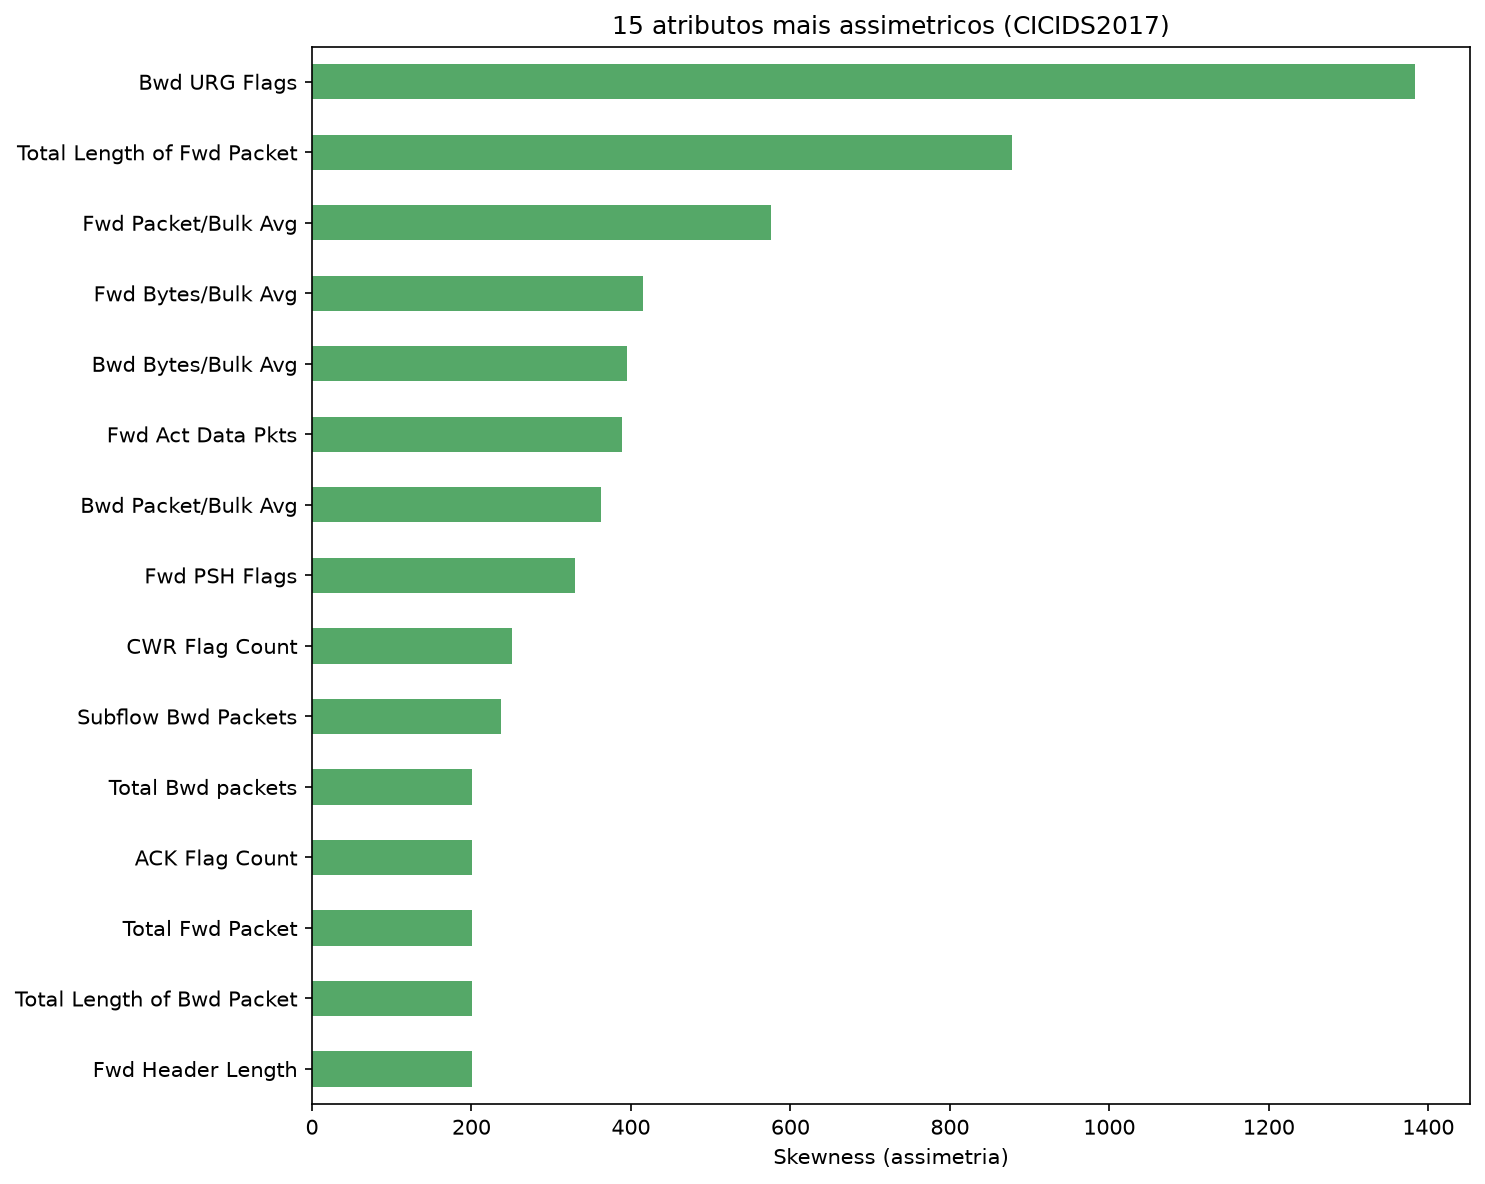 15 atributos mais assimetricos (CICIDS2017)
Bwd URG Flags
Total Length of Fwd Packet
Fwd Packet/Bulk Avg
Fwd Bytes/Bulk Avg
Bwd Bytes/Bulk Avg
Fwd Act Data Pkts
Bwd Packet/Bulk Avg
Fwd PSH Flags
CWR Flag Count
Subflow Bwd Packets
Total Bwd packets
ACK Flag Count
Total Fwd Packet
Total Length of Bwd Packet
Fwd Header Length
0 200 400 600 800 1000 1200 1400
Skewness (assimetria)